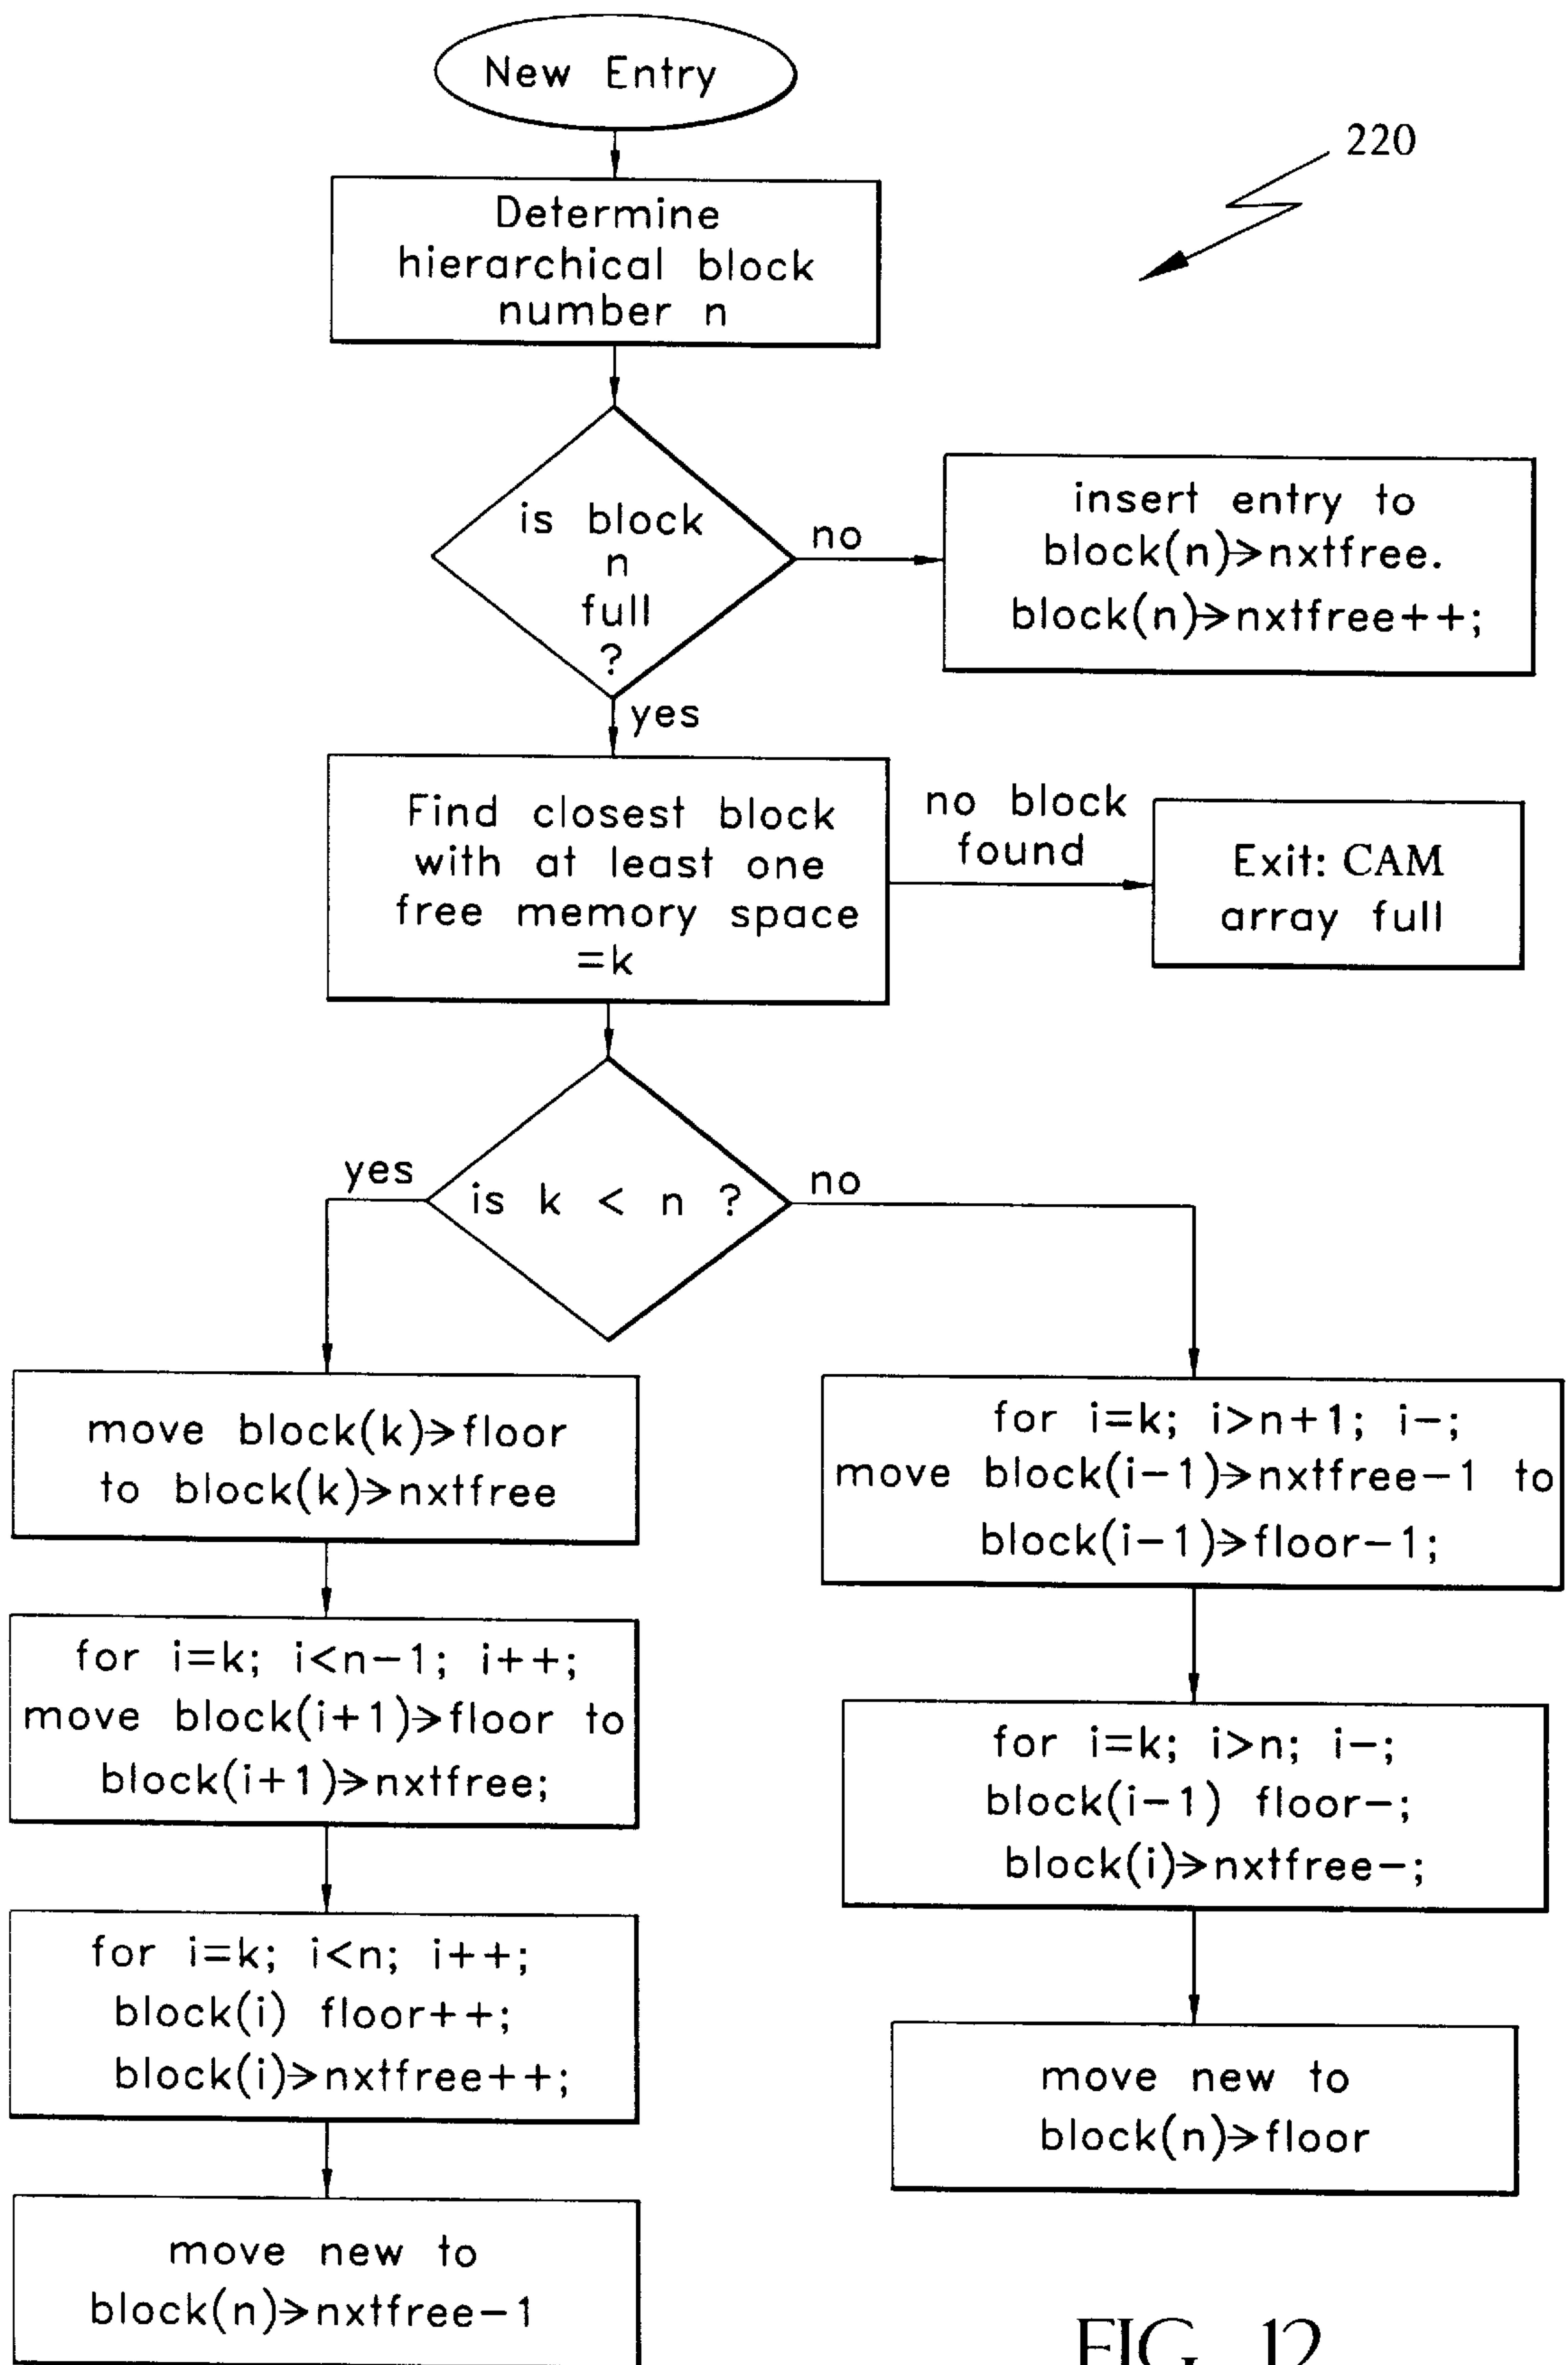 New Entry
220
Determine
hierarchical block
number n
is block
n
full
?
no
insert entry to
block(n)→nxtfree.
block(n)→nxtfree++;
yes
Find closest block
with at least one
free memory space
=k
no block
found
Exit: CAM
array full
is k < n ?
yes
no
move block(k)→floor
to block(k)→nxtfree
for i=k; i<n-1; i++;
move block(i+1)→floor to
block(i+1)→nxtfree;
for i=k; i<n; i++;
block(i) floor++;
block(i)→nxtfree++;
move new to
block(n)→nxtfree-1
for i=k; i>n+1; i-;
move block(i-1)→nxtfree-1 to
block(i-1)→floor-1;
for i=k; i>n; i-;
block(i-1) floor-;
block(i)→nxtfree-;
move new to
block(n)→floor
FIG. 12